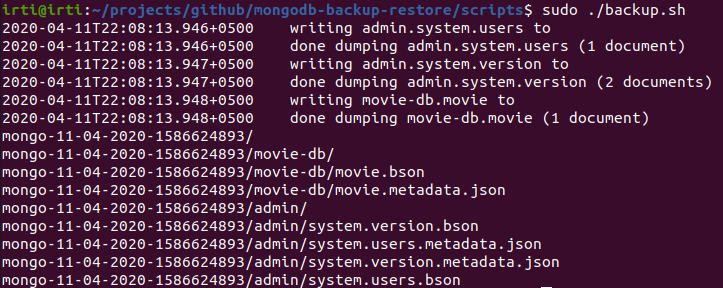 irti@irti:~/projects/github/mongodb-backup-restore/scripts$ sudo ./backup.sh
2020-04-11T22:08:13.946+0500    writing admin.system.users to
2020-04-11T22:08:13.946+0500    done dumping admin.system.users (1 document)
2020-04-11T22:08:13.947+0500    writing admin.system.version to
2020-04-11T22:08:13.947+0500    done dumping admin.system.version (2 documents)
2020-04-11T22:08:13.948+0500    writing movie-db.movie to
2020-04-11T22:08:13.948+0500    done dumping movie-db.movie (1 document)
mongo-11-04-2020-1586624893/
mongo-11-04-2020-1586624893/movie-db/
mongo-11-04-2020-1586624893/movie-db/movie.bson
mongo-11-04-2020-1586624893/movie-db/movie.metadata.json
mongo-11-04-2020-1586624893/admin/
mongo-11-04-2020-1586624893/admin/system.version.bson
mongo-11-04-2020-1586624893/admin/system.users.metadata.json
mongo-11-04-2020-1586624893/admin/system.version.metadata.json
mongo-11-04-2020-1586624893/admin/system.users.bson